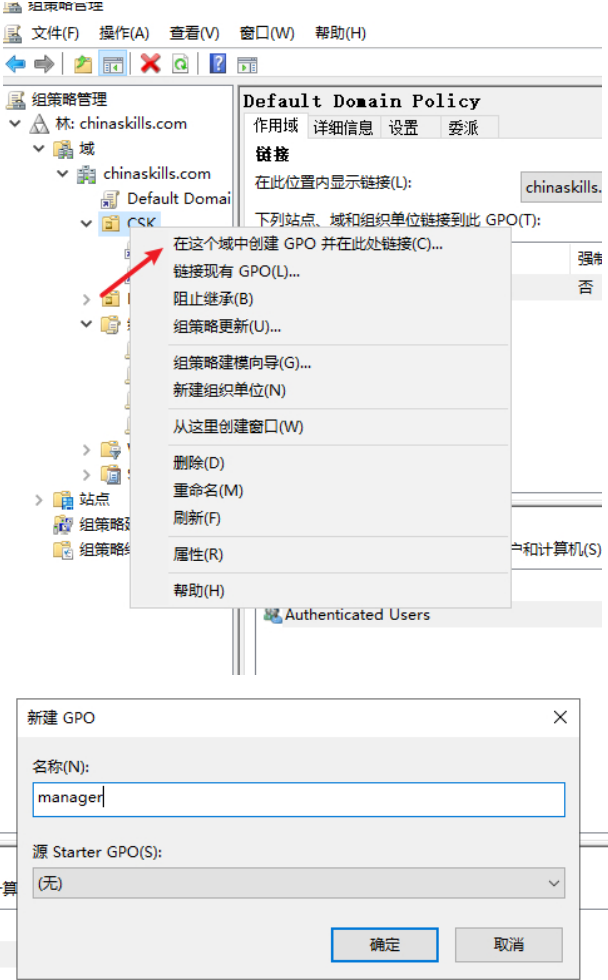 组策略管理
文件(F) 操作(A) 查看(V) 窗口(W) 帮助(H)
组策略管理
林: chinaskills.com
域
chinaskills.com
Default Domai
CSK
站点
组策略
组策略
Default Domain Policy
作用域 详细信息 设置 委派
链接
在此位置内显示链接(L):
chinaskills.
下列站点、域和组织单位链接到此 GPO(T):
强制
否
在这个域中创建 GPO 并在此处链接(C)...
链接现有 GPO(L)...
阻止继承(B)
组策略更新(U)...
组策略建模向导(G)...
新建组织单位(N)
从这里创建窗口(W)
删除(D)
重命名(M)
刷新(F)
属性(R)
帮助(H)
户和计算机(S)
Authenticated Users
新建 GPO
名称(N):
manager
源 Starter GPO(S):
(无)
算
确定 取消